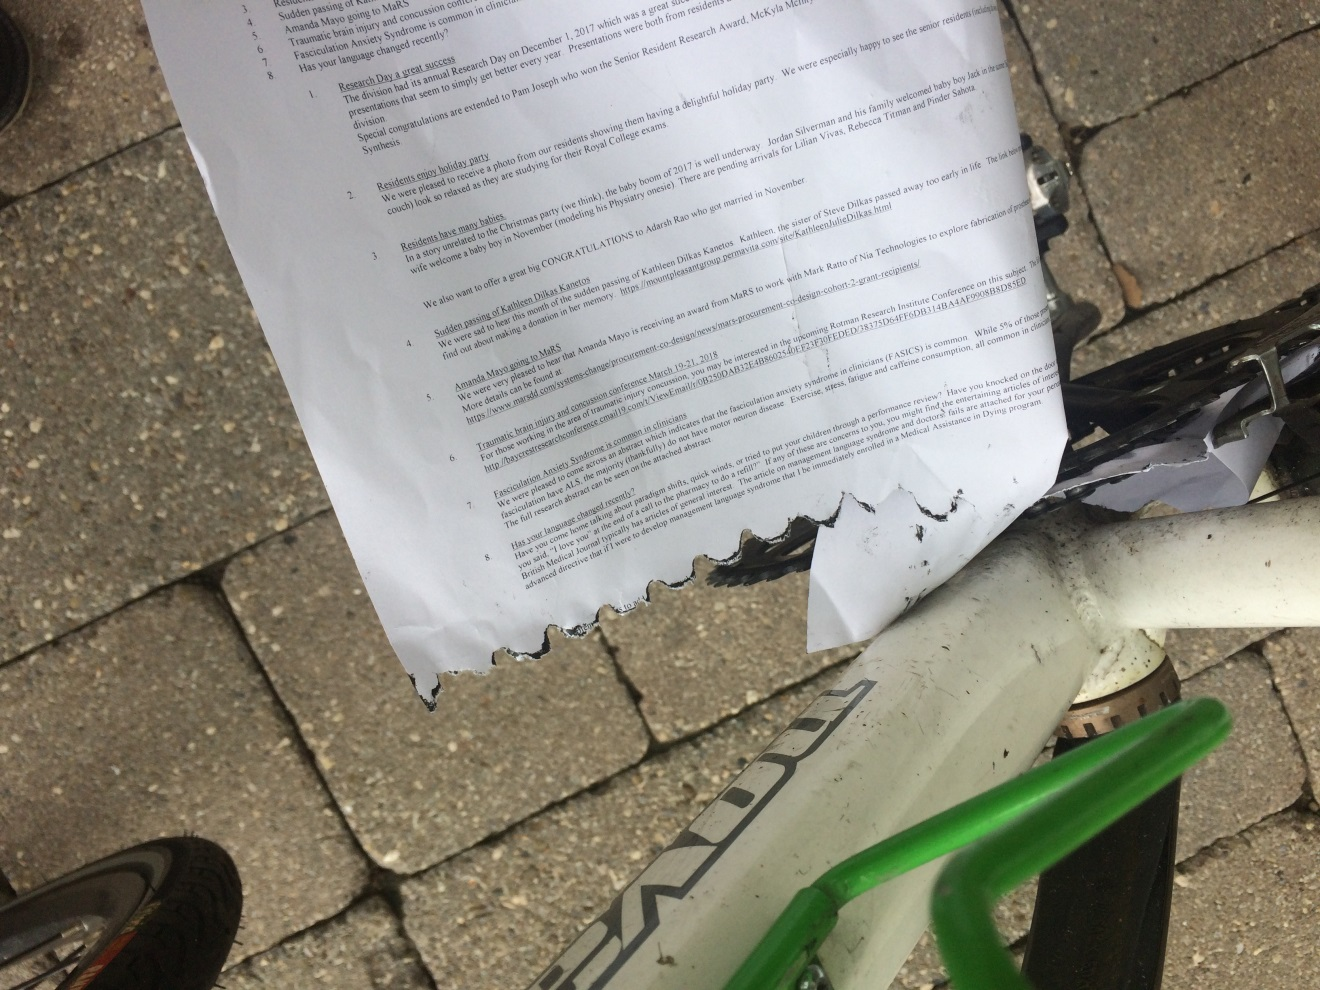 3.
4. Sudden passing of
5. Amanda Mayo going to MaRS
6. Traumatic brain injury and concussion
7. Fasciculation Anxiety Syndrome is common in
8. Has your language changed recently?
1. Research Day a great success
The division had its annual Research Day on December 1, 2017 which was a great
presentations that seem to simply get better every year Presentations were both from residents
division
Special congratulations are extended to Pam Joseph who won the Senior Resident Research Award, McKyla
Synthesis
2. Residents enjoy holiday party
We were pleased to receive a photo from our residents showing them having a delightful holiday party We were especially happy to see the senior residents
couch) look so relaxed as they are studying for their Royal College exams.
3 Residents have many babies
In a story unrelated to the Christmas party (we think), the baby boom of 2017 is well underway Jordan Silverman and his family welcomed baby boy Jack in the
wife welcome a baby boy in November (modeling his Physiatry onesie) There are pending arrivals for Lilian Vivas, Rebecca Titman and Pinder Sahota
We also want to offer a great big CONGRATULATIONS to Adarsh Rao who got married in November
4 Sudden passing of Kathleen Dilkas Kanetos
We were sad to hear this month of the sudden passing of Kathleen Dilkas Kanetos Kathleen, the sister of Steve Dilkas passed away too early in life The link
find out about making a donation in her memory https://mountpleasantgroup.permavita.com/site/KathleenJulieDilkas.html
5. Amanda Mayo going to MaRS
We were very pleased to hear that Amanda Mayo is receiving an award from MaRS to work with Mark Ratto of Nia Technologies to explore fabrication of
More details can be found at
https://www.marsdd.com/systems-change/procurement-co-design/news/mars-procurement-co-design-cohort-2-grant-recipients/
6. Traumatic brain injury and concussion conference March 19-21, 2018
For those working in the area of traumatic injury concussion, you may be interested in the upcoming Rotman Research Institute Conference on this subject
7. Fasciculation Anxiety Syndrome is common in clinicians
We were pleased to come across an abstract which indicates that the fasciculation anxiety syndrome in clinicians (FASICS) is common While 5% of those
fasciculation have ALS, the majority (thankfully) do not have motor neuron disease Exercise, stress, fatigue and caffeine consumption, all common in
The full research abstract can be seen on the attached abstract
8. Has your language changed recently?
Have you come home talking about paradigm shifts, quick winds, or tried to put your children through a performance review? Have you knocked on the
you said, "I love you" at the end of a call to the pharmacy to do a refill?" If any of these are concerns to you, you might find the entertaining articles of
British Medical Journal typically has articles of general interest The article on management language syndrome and doctors' fails are attached for your
advanced directive that if I were to develop management language syndrome that I be immediately enrolled in a Medical Assistance in Dying program.